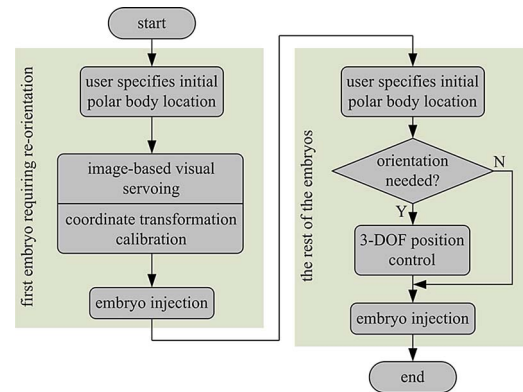 start
first embryo requiring re-orientation
user specifies initial
polar body location
image-based visual
servoing
coordinate transformation
calibration
embryo injection
the rest of the embryos
user specifies initial
polar body location
orientation
needed?
N
Y
3-DOF position
control
embryo injection
end